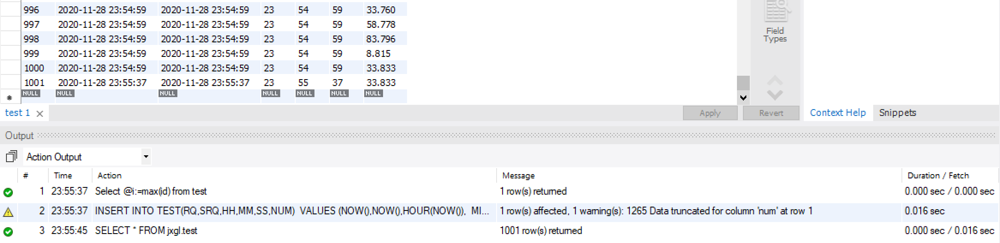 996 2020-11-28 23:54:59 2020-11-28 23:54:59 23 54 59 33.760
997 2020-11-28 23:54:59 2020-11-28 23:54:59 23 54 59 58.778
998 2020-11-28 23:54:59 2020-11-28 23:54:59 23 54 59 83.796
999 2020-11-28 23:54:59 2020-11-28 23:54:59 23 54 59 8.815
1000 2020-11-28 23:54:59 2020-11-28 23:54:59 23 54 59 33.833
1001 2020-11-28 23:55:37 2020-11-28 23:55:37 23 55 37 33.833
NULL NULL NULL NULL NULL NULL NULL
Field
Types
test 1
Apply Revert Context Help Snippets
Output
Action Output
# Time Action Message Duration / Fetch
1 23:55:37 Select @i:=max(id) from test 1 row(s) returned 0.000 sec / 0.000 sec
2 23:55:37 INSERT INTO TEST(RQ,SRQ,HH,MM,SS,NUM) VALUES (NOW(),NOW(),HOUR(NOW()), MI... 1 row(s) affected, 1 warning(s): 1265 Data truncated for column 'num' at row 1 0.016 sec
3 23:55:45 SELECT * FROM jxgl.test 1001 row(s) returned 0.000 sec / 0.016 sec